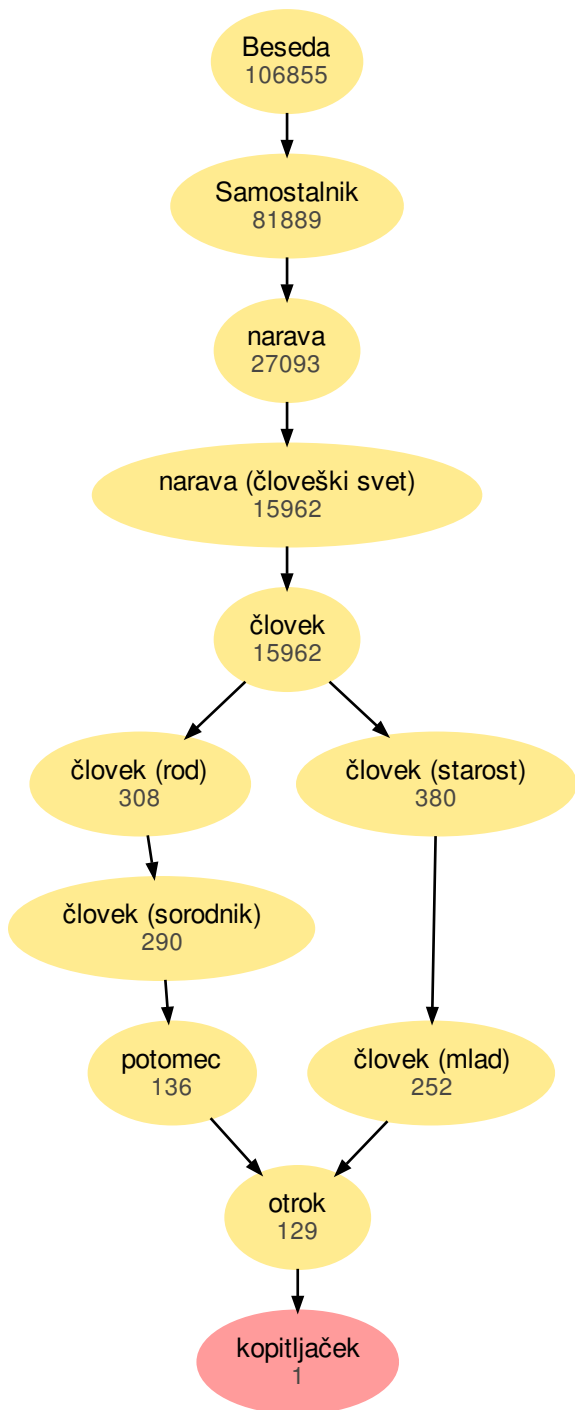 Beseda
106855
Samostalnik
81889
narava
27093
narava (človeški svet)
15962
človek
15962
človek (rod)
308
človek (starost)
380
človek (sorodnik)
290
potomec
136
človek (mlad)
252
otrok
129
kopitljaček
1